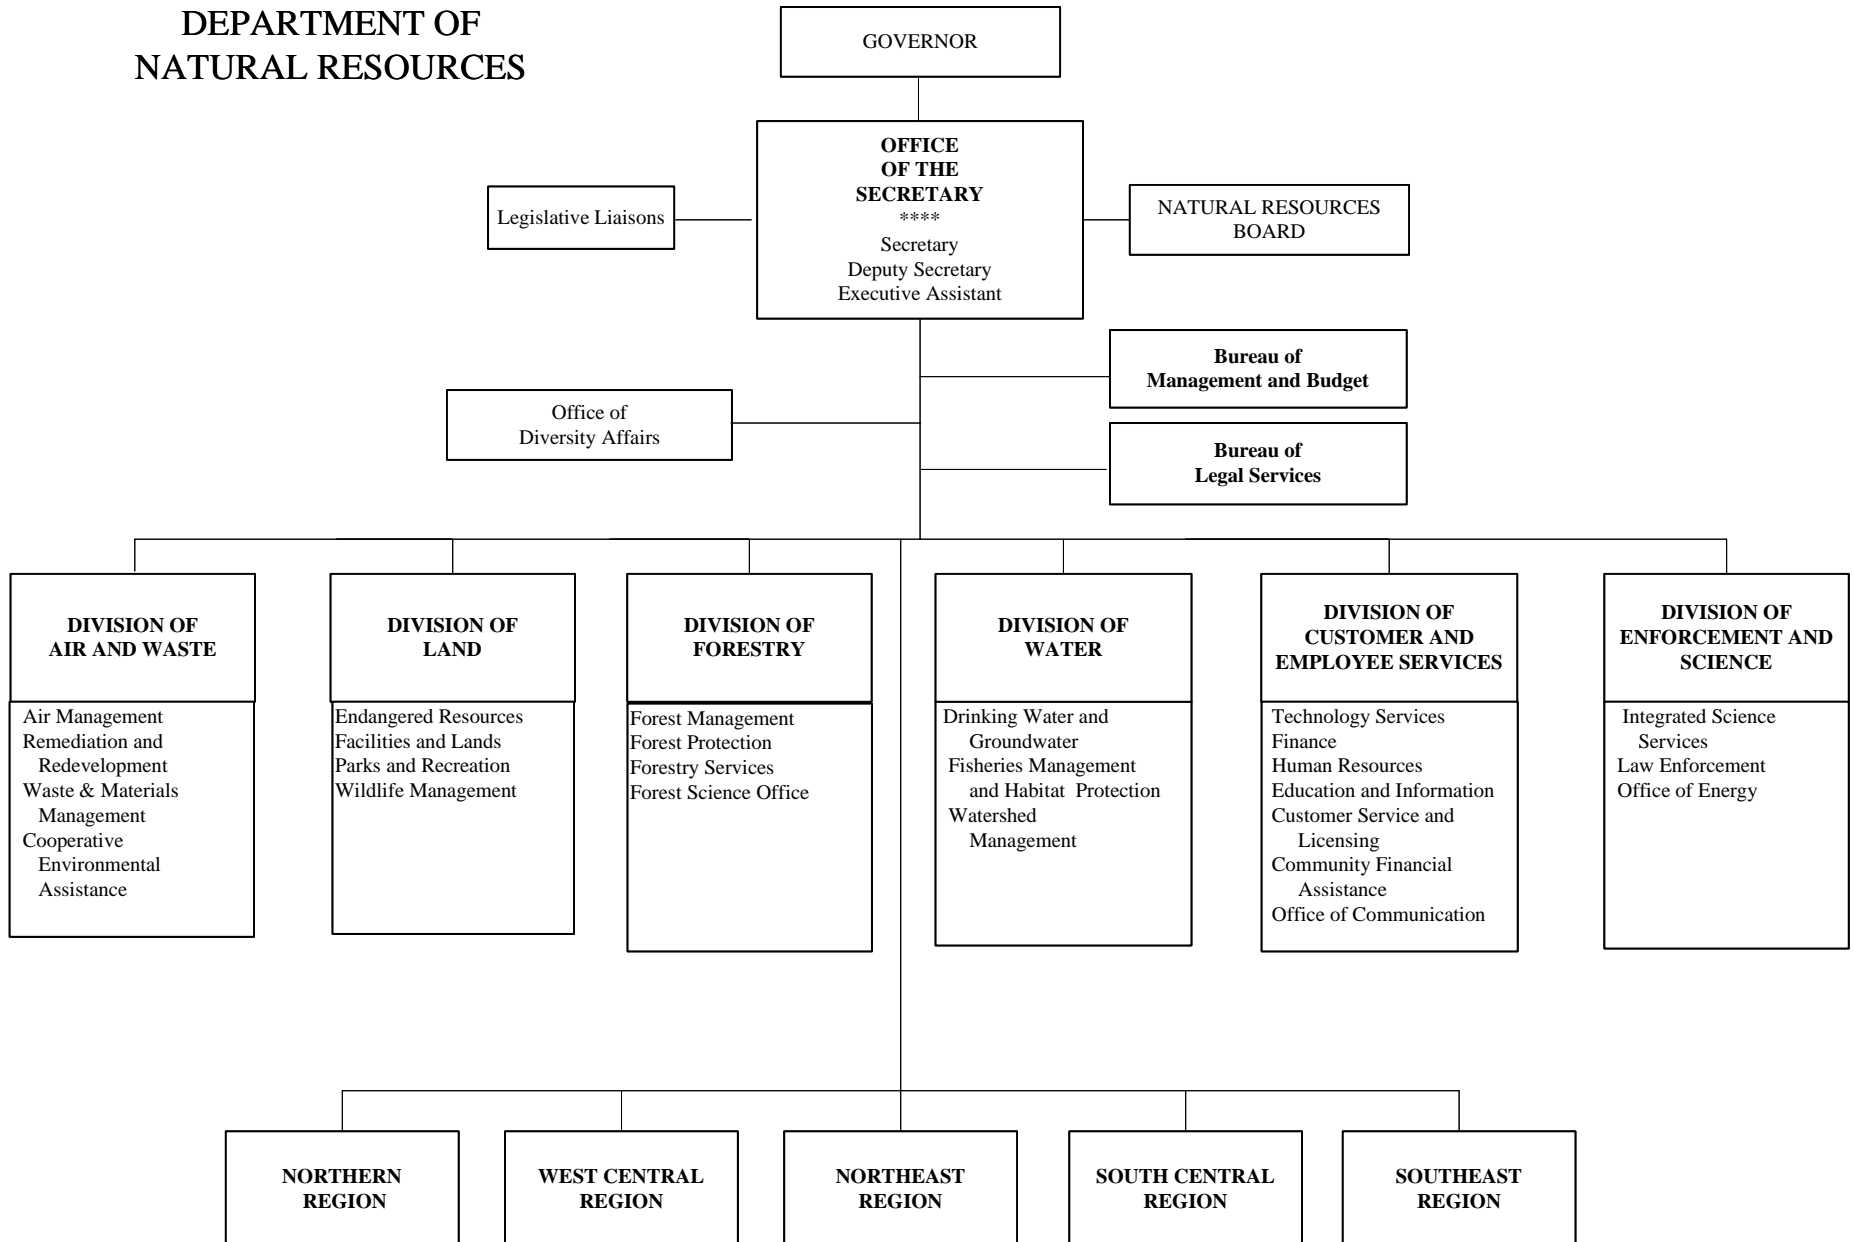 DEPARTMENT OF
NATURAL RESOURCES
GOVERNOR
OFFICE
OF THE
SECRETARY
****
Secretary
Deputy Secretary
Executive Assistant
Legislative Liaisons
NATURAL RESOURCES
BOARD
Bureau of
Management and Budget
Office of
Diversity Affairs
Bureau of
Legal Services
DIVISION OF
AIR AND WASTE
Air Management
Remediation and
Redevelopment
Waste & Materials
Management
Cooperative
Environmental
Assistance
DIVISION OF
LAND
Endangered Resources
Facilities and Lands
Parks and Recreation
Wildlife Management
DIVISION OF
FORESTRY
Forest Management
Forest Protection
Forestry Services
Forest Science Office
DIVISION OF
WATER
Drinking Water and
Groundwater
Fisheries Management
and Habitat Protection
Watershed
Management
DIVISION OF
CUSTOMER AND
EMPLOYEE SERVICES
Technology Services
Finance
Human Resources
Education and Information
Customer Service and
Licensing
Community Financial
Assistance
Office of Communication
DIVISION OF
ENFORCEMENT AND
SCIENCE
Integrated Science
Services
Law Enforcement
Office of Energy
NORTHERN
REGION
WEST CENTRAL
REGION
NORTHEAST
REGION
SOUTH CENTRAL
REGION
SOUTHEAST
REGION